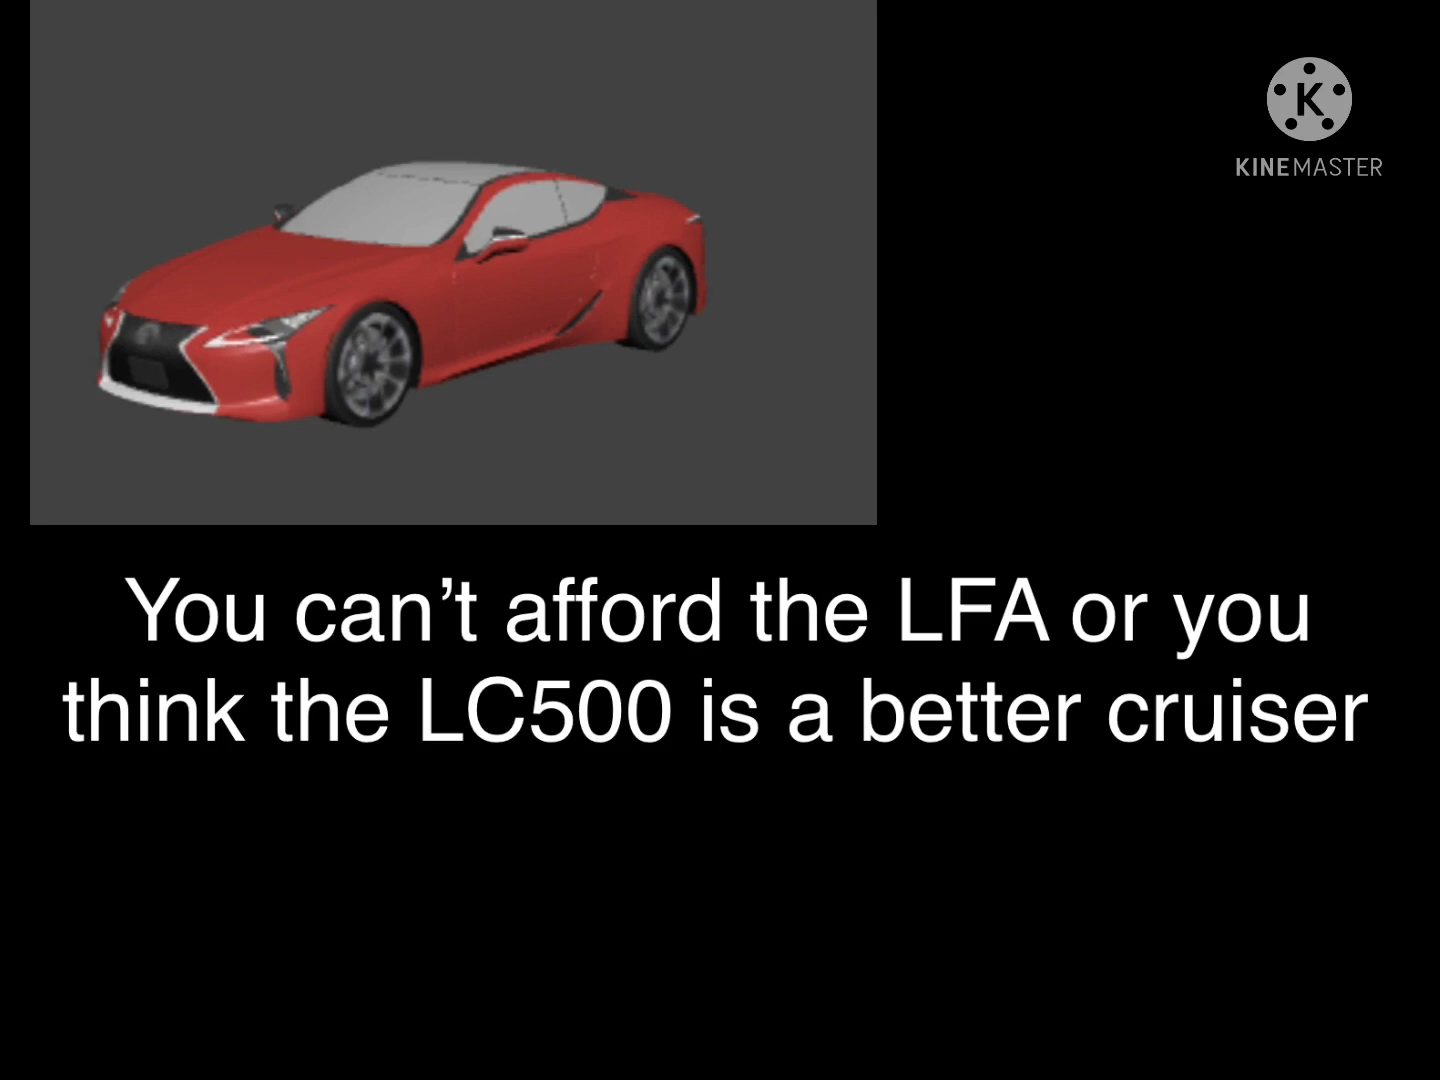 K
KINEMASTER
You can’t afford the LFA or you
think the LC500 is a better cruiser